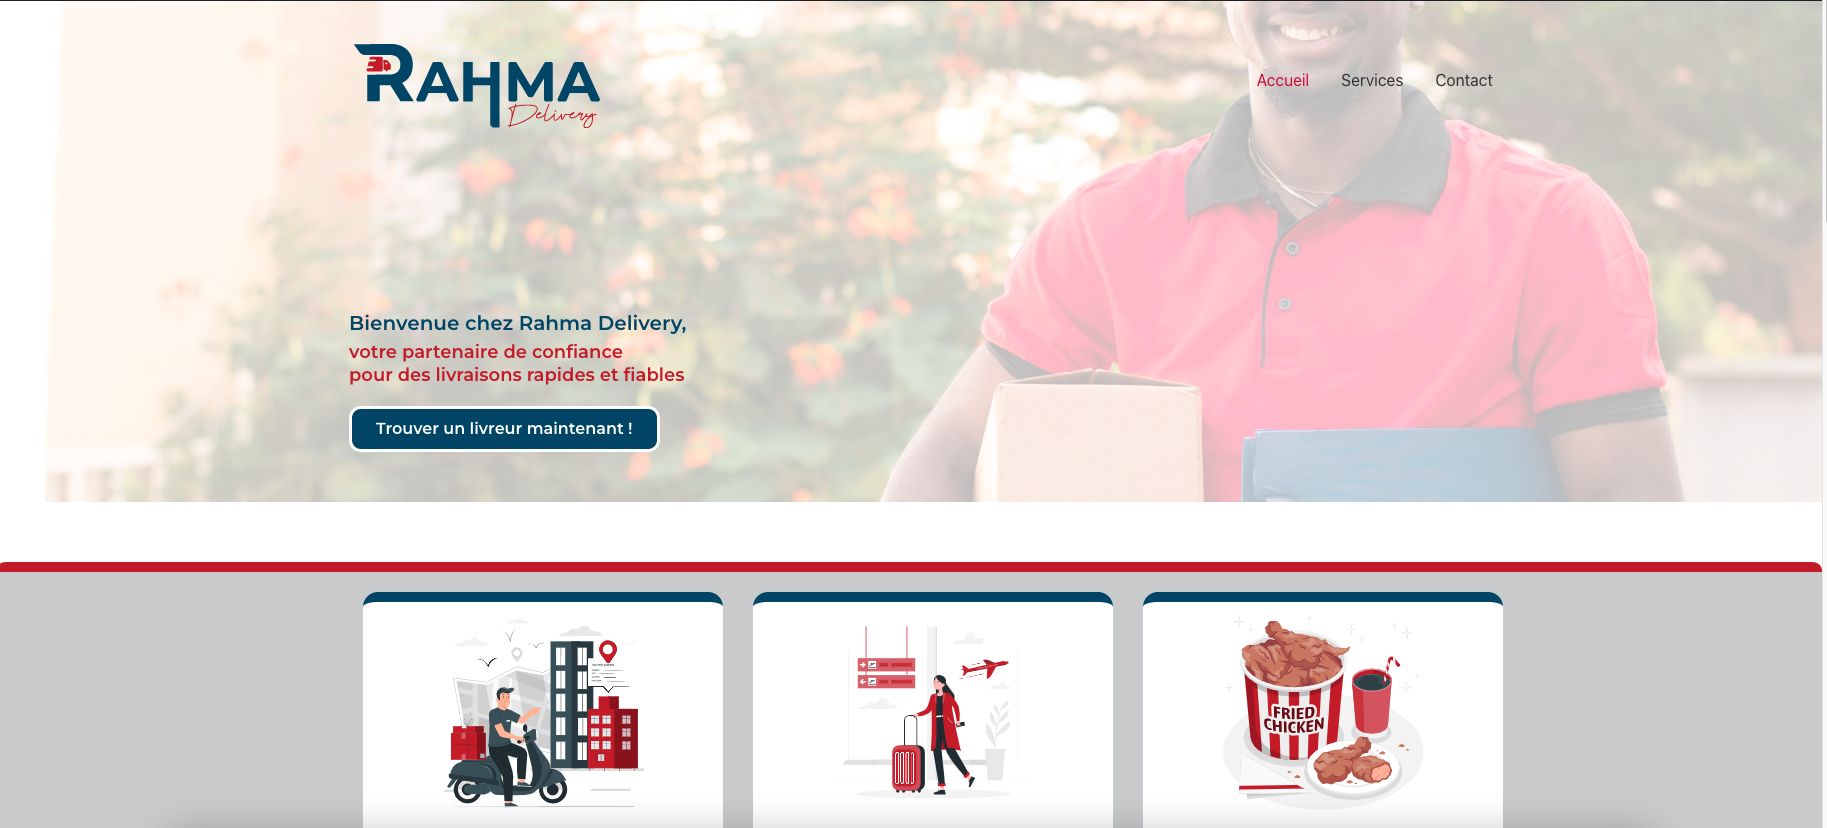 RAHMA
Delivery
Accueil Services Contact
Bienvenue chez Rahma Delivery,
votre partenaire de confiance
pour des livraisons rapides et fiables
Trouver un livreur maintenant !
FRIED
CHICKEN